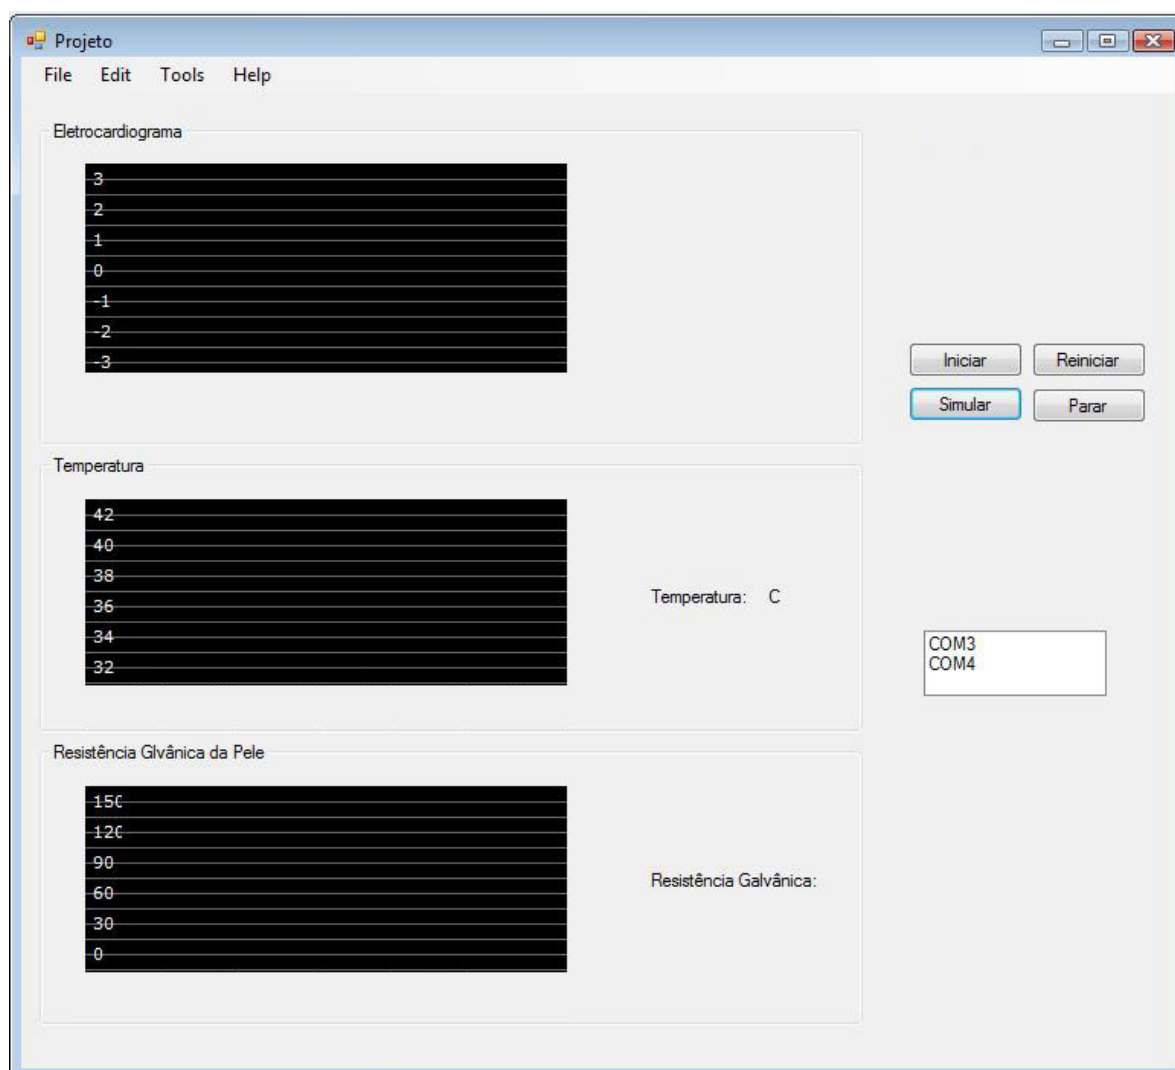 Projeto
File Edit Tools Help
Eletrocardiograma
3
2
1
0
-1
-2
-3
Iniciar Reiniciar
Simular Parar
Temperatura
42
40
38
36
34
32
Temperatura: C
COM3
COM4
Resistência Glvânica da Pele
150
120
90
60
30
0
Resistência Galvânica: